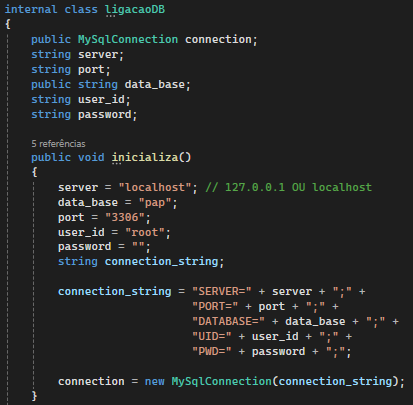 internal class ligacaoDB
{
public MySqlConnection connection;
string server;
string port;
public string data_base;
string user_id;
string password;
5 referências
public void inicializa()
{
server = "localhost"; // 127.0.0.1 OU localhost
data_base = "pap";
port = "3306";
user_id = "root";
password = "";
string connection_string;
connection_string = "SERVER=" + server + ";" +
"PORT=" + port + ";" +
"DATABASE=" + data_base + ";" +
"UID=" + user_id + ";" +
"PWD=" + password + ";";
connection = new MySqlConnection(connection_string);
}